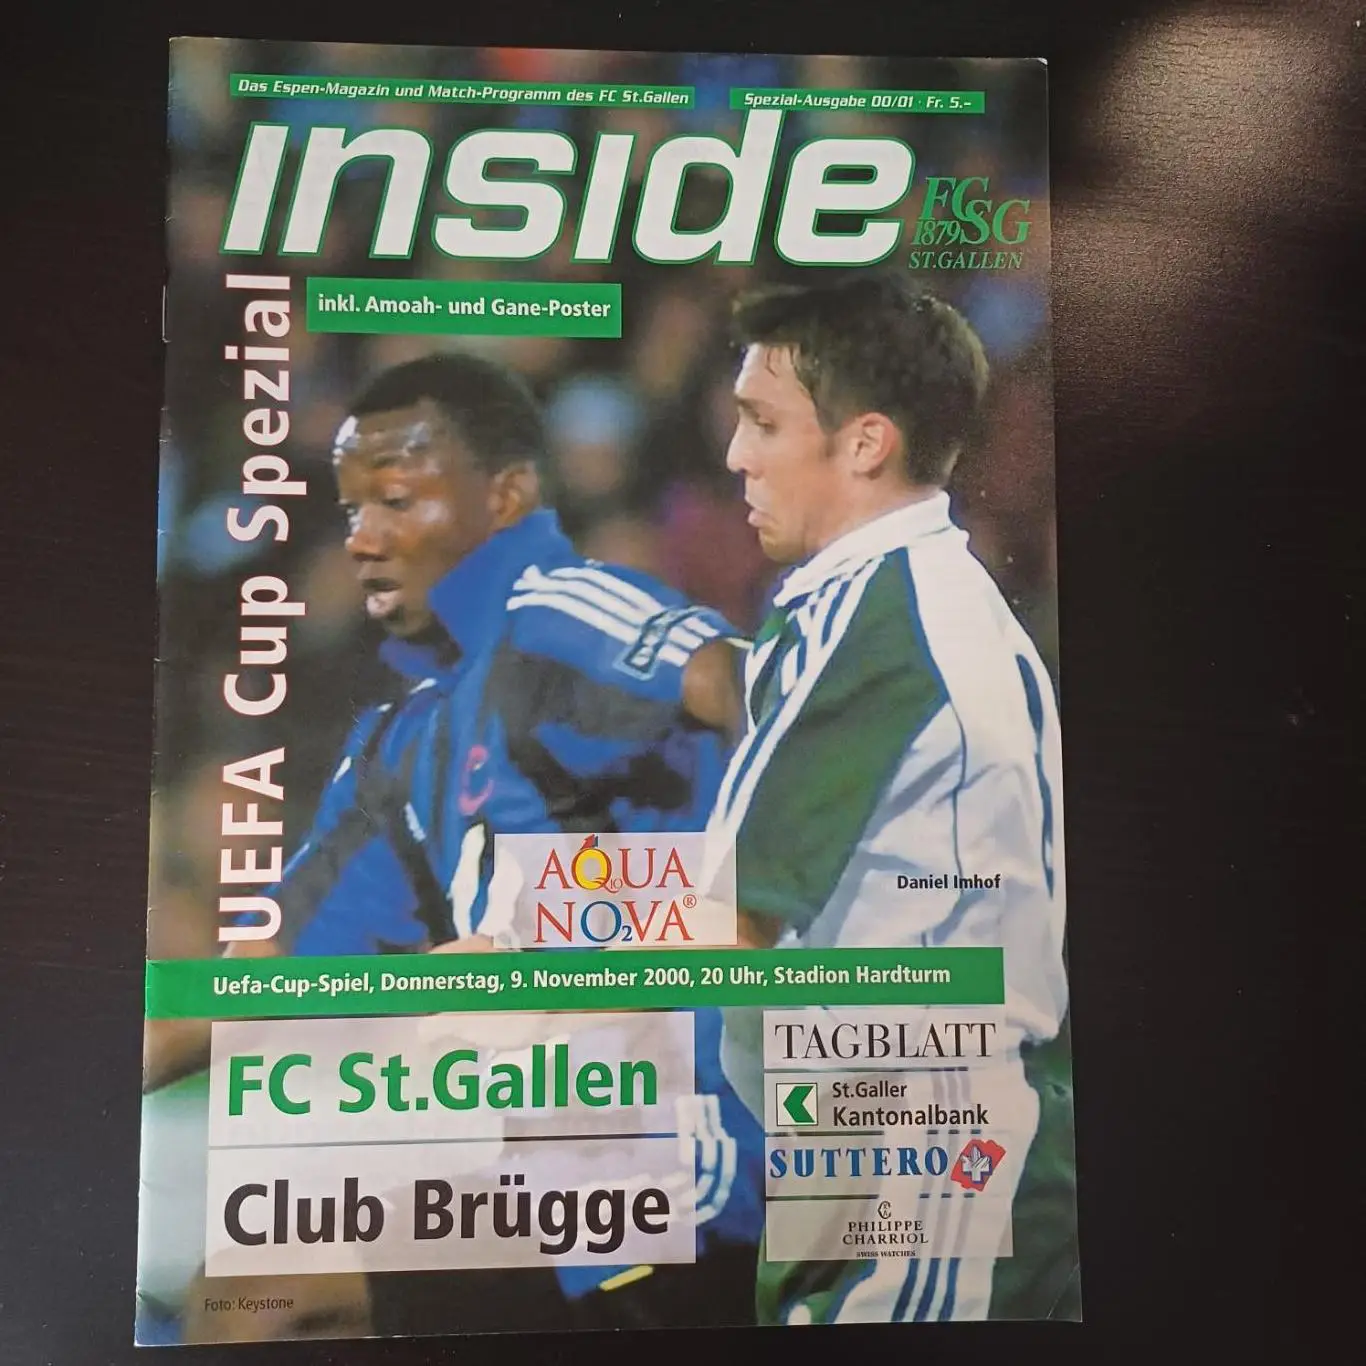 Das Espen-Magazin und Match-Programm des FC St.Gallen
Spezial-Ausgabe 00/01 · Fr. 5.-
inside
FC SG
1879
ST.GALLEN
inkl. Amoah- und Gane-Poster
UEFA Cup Spezial
AQUA
10
NO2VA®
Daniel Imhof
Uefa-Cup-Spiel, Donnerstag, 9. November 2000, 20 Uhr, Stadion Hardturm
FC St.Gallen
Club Brügge
TAGBLATT
St.Galler
Kantonalbank
SUTTERO
PHILIPPE
CHARRIOL
SWISS WATCHES
Foto: Keystone